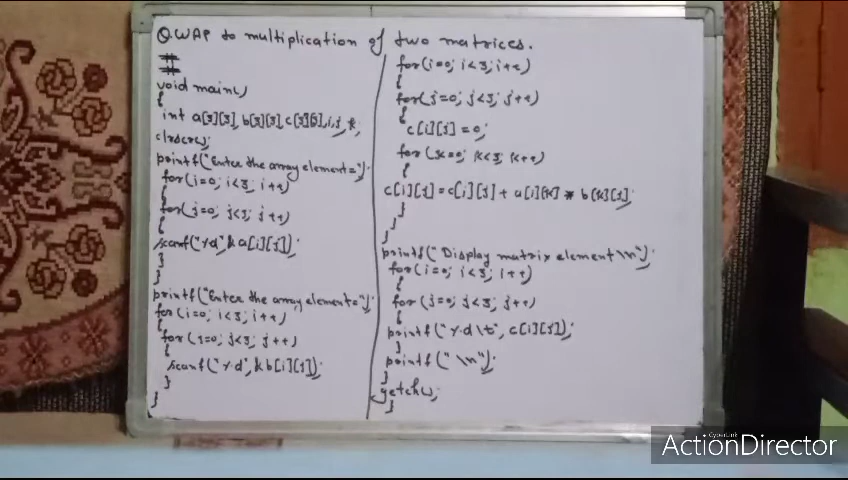 Q.WAP to multiplication of two matrices.
#
#
void main()
{
int a[3][3], b[3][3], c[3][3], i, j, k;
clrscr();
printf("Enter the array element=");
for(i=0; i<3; i++)
{
for(j=0; j<3; j++)
{
scanf("%d",&a[i][j]);
}
}
printf("Enter the array element=");
for(i=0; i<3; i++)
{
for(j=0; j<3; j++)
{
scanf("%d",&b[i][j]);
}
}
for(i=0; i<3; i++)
{
for(j=0; j<3; j++)
{
c[i][j] = 0;
for(k=0; k<3; k++)
{
c[i][j] = c[i][j] + a[i][k] * b[k][j];
}
}
}
printf("Display matrix element \n");
for(i=0; i<3; i++)
{
for(j=0; j<3; j++)
{
printf("%d \t", c[i][j]);
}
printf(" \n");
}
getch();
}
CyberLink
ActionDirector